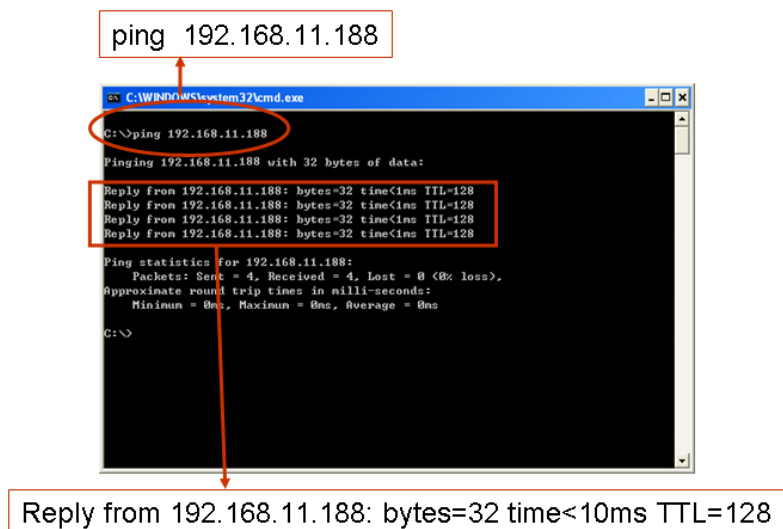 ping 192.168.11.188
C:\WINDOWS\system32\cmd.exe
C:\>ping 192.168.11.188
Pinging 192.168.11.188 with 32 bytes of data:
Reply from 192.168.11.188: bytes=32 time<1ms TTL=128
Reply from 192.168.11.188: bytes=32 time<1ms TTL=128
Reply from 192.168.11.188: bytes=32 time<1ms TTL=128
Reply from 192.168.11.188: bytes=32 time<1ms TTL=128
Ping statistics for 192.168.11.188:
Packets: Sent = 4, Received = 4, Lost = 0 (0% loss),
Approximate round trip times in milli-seconds:
Minimum = 0ms, Maximum = 0ms, Average = 0ms
C:\>
Reply from 192.168.11.188: bytes=32 time<10ms TTL=128